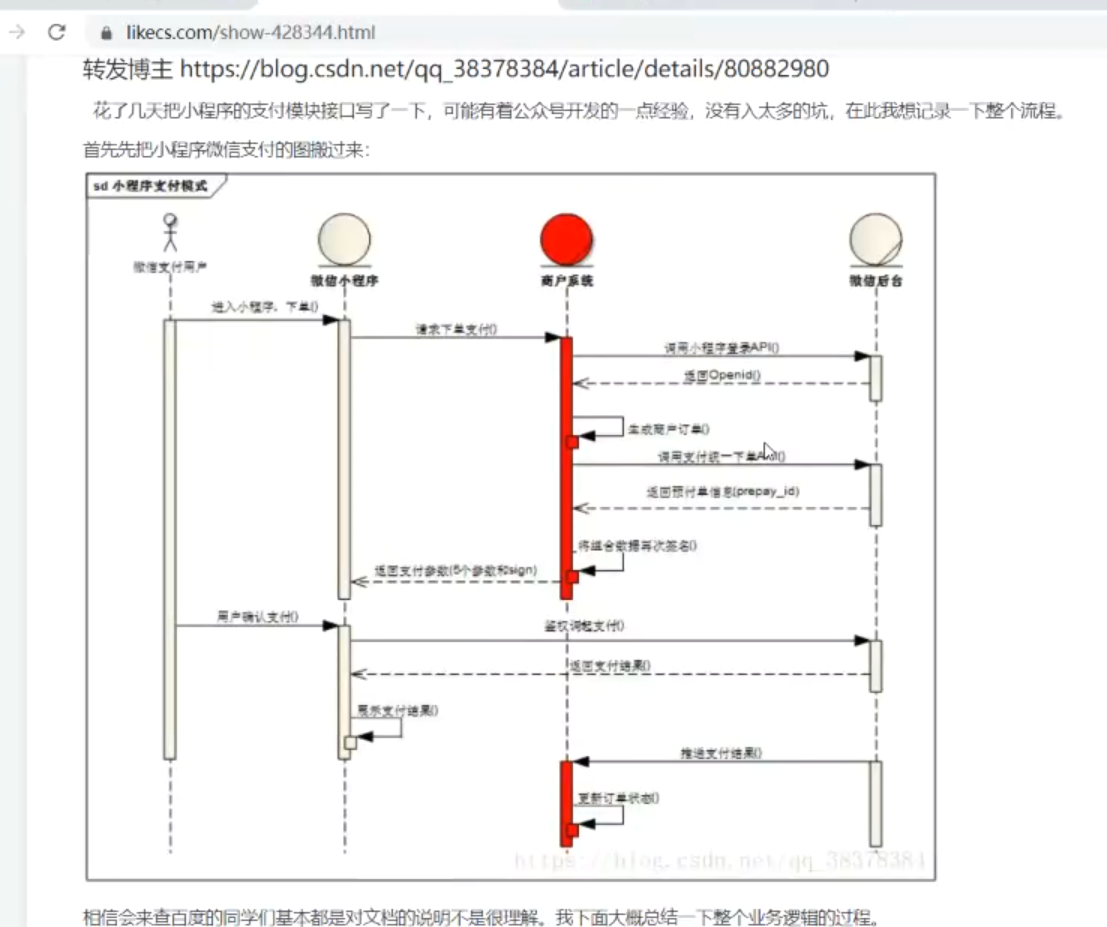 likecs.com/show-428344.html
转发博主 https://blog.csdn.net/qq_38378384/article/details/80882980
花了几天把小程序的支付模块接口写了一下，可能有着公众号开发的一点经验，没有入太多的坑，在此我想记录一下整个流程。
首先先把小程序微信支付的图搬过来：
sd 小程序支付模式
微信支付用户
微信小程序
商户系统
微信后台
进入小程序，下单()
请求下单支付()
调用小程序登录API()
返回Openid()
生成商户订单()
调用支付统一下单API()
返回预付单信息(prepay_id)
将组合数据再次签名()
返回支付参数(5个参数和sign)
用户确认支付()
鉴权调起支付()
返回支付结果()
展示支付结果()
推送支付结果()
更新订单状态()
https://blog.csdn.net/qq_38378384
相信会来查百度的同学们基本都是对文档的说明不是很理解。我下面大概总结一下整个业务逻辑的过程。